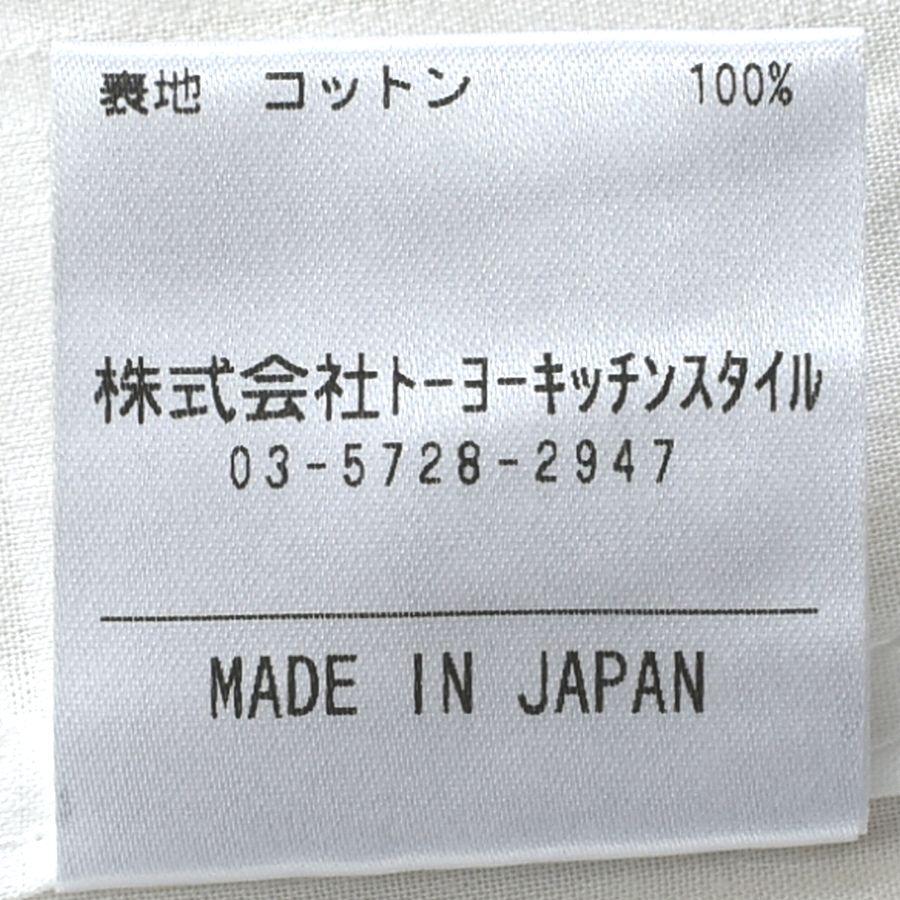 裏地 コットン 100%
株式会社トーヨーキッチンスタイル
03-5728-2947
MADE IN JAPAN